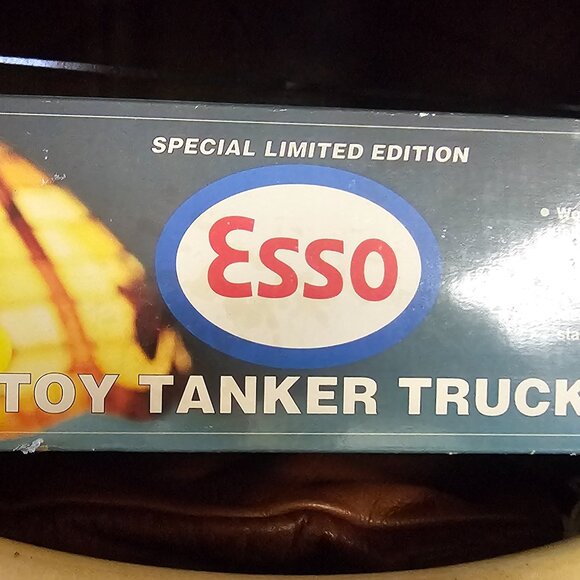 SPECIAL LIMITED EDITION
Esso
TOY TANKER TRUCK